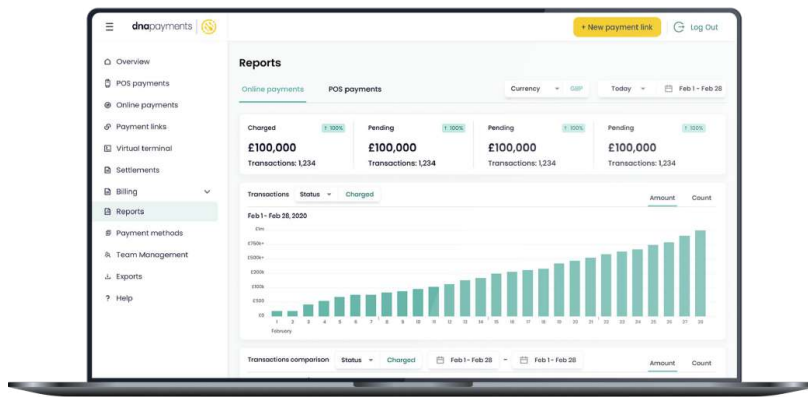 dnapayments
+ New payment link
Log Out
Overview
POS payments
Online payments
Payment links
Virtual terminal
Settlements
Billing
Reports
Payment methods
Team Management
Exports
? Help
Reports
Online payments POS payments
Currency GBP Today Feb 1 - Feb 28
Charged ↑ 100% Pending ↑ 100% Pending ↑ 100% Pending ↑ 100%
£100,000 £100,000 £100,000 £100,000
Transactions: 1,234 Transactions: 1,234 Transactions: 1,234 Transactions: 1,234
Transactions Status Charged
Amount Count
Feb 1 - Feb 28, 2020
£1m
£750k+
£500k+
£200k
£100k
£0
1 2 3 4 5 6 7 8 9 10 11 12 13 14 15 16 17 18 19 20 21 22 23 24 25 26 27 28
February
Transactions comparison Status Charged Feb 1 - Feb 28 - Feb 1 - Feb 28
Amount Count